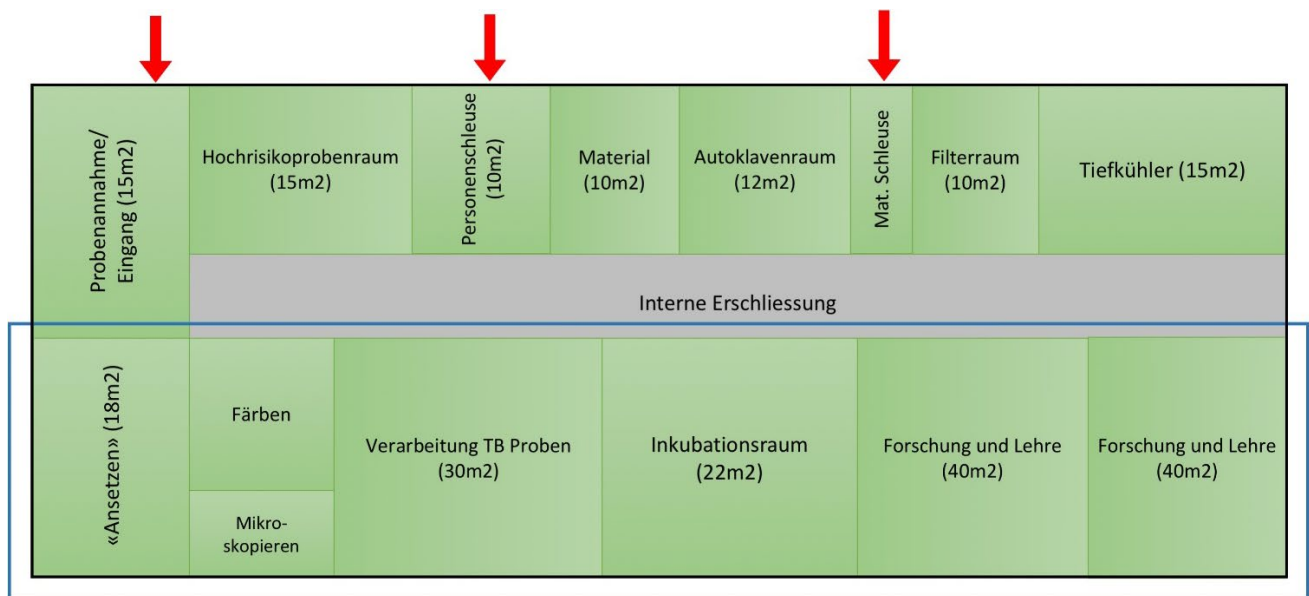 Probenannahme/
Eingang (15m2)
Hochrisikoprobenraum
(15m2)
Personenschleuse
(10m2)
Material
(10m2)
Autoklavenraum
(12m2)
Mat. Schleuse
Filterraum
(10m2)
Tiefkühler (15m2)
Interne Erschliessung
«Ansetzen» (18m2)
Färben
Mikro-
skopieren
Verarbeitung TB Proben
(30m2)
Inkubationsraum
(22m2)
Forschung und Lehre
(40m2)
Forschung und Lehre
(40m2)